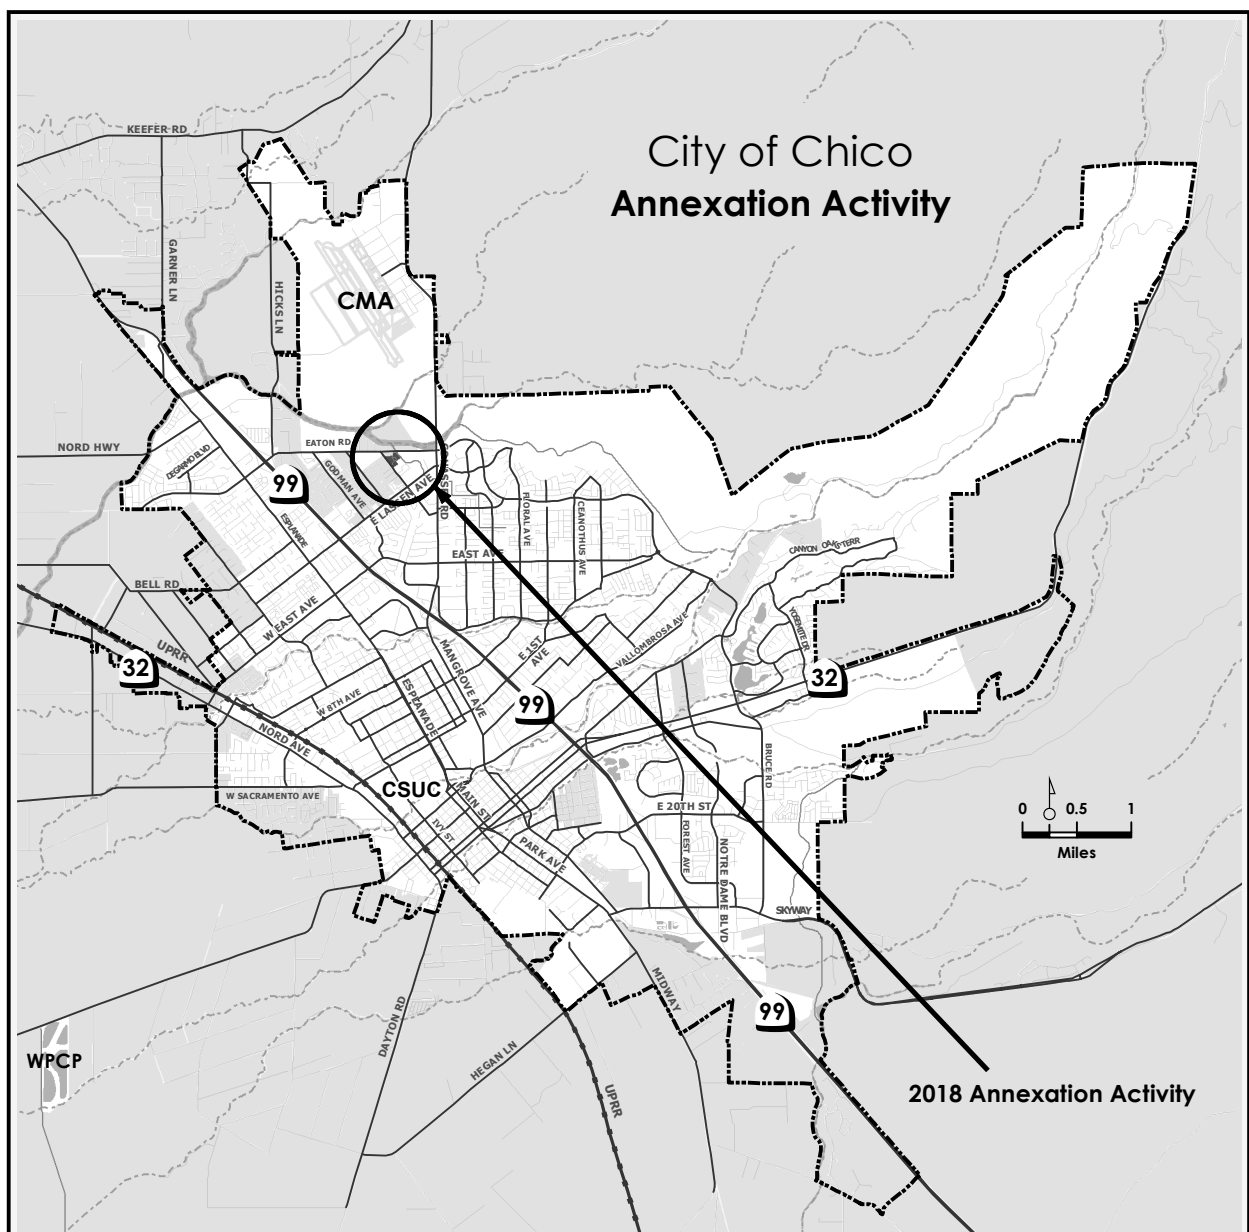 City of Chico
Annexation Activity
KEEFER RD
GARNER LN
HICKS LN
CMA
NORD HWY
EATON RD
DEGARMO BLVD
GODMAN AVE
E LASSEN AVE
99
ESPLANADE
FLORAL AVE
CEANOTHUS AVE
EAST AVE
CANYON OAKS TERR
BELL RD
W EAST AVE
YOSEMITE DR
UPRR
32
E 1ST
AVE
VALLOMBROSA AVE
MANGROVE AVE
32
W 8TH AVE
ESPLANADE
99
NORD AVE
BRUCE RD
CSUC
W SACRAMENTO AVE
MAIN ST
IVY ST
E 20TH ST
0 0.5 1
Miles
PARK AVE
FOREST AVE
NOTRE DAME BLVD
SKYWAY
MIDWAY
99
DAYTON RD
WPCP
HEGAN LN
UPRR
2018 Annexation Activity